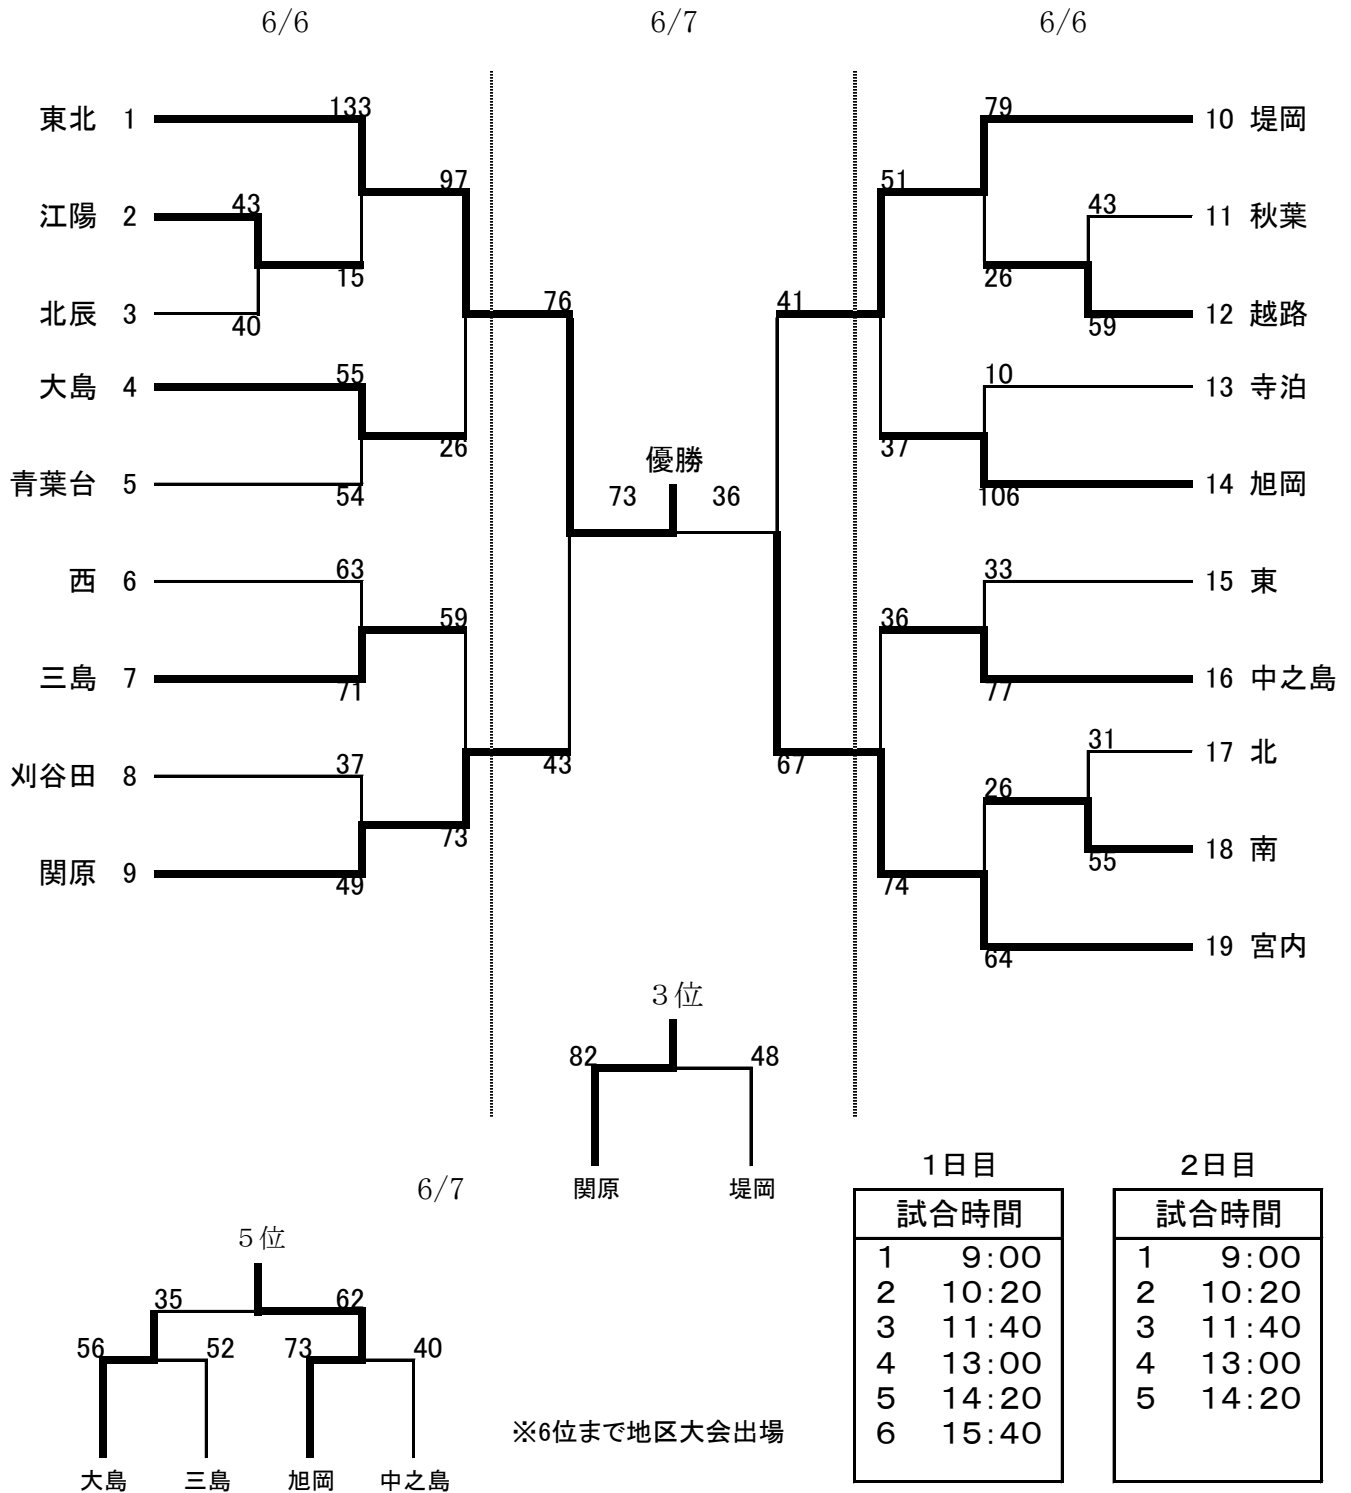 6/6 6/7 6/6
東北 1 133 79 10 堤岡
97 51
江陽 2 43 43 11 秋葉
15 26
北辰 3 40 59 12 越路
76 41
大島 4 55 10 13 寺泊
26 37
優勝
青葉台 5 54 73 36 106 14 旭岡
西 6 63 33 15 東
59 36
三島 7 71 77 16 中之島
31 17 北
刈谷田 8 37 43 67
26
73
55 18 南
関原 9 49 74
64 19 宮内
３位
82 48
関原 堤岡
6/7
５位
35 62
56 52 73 40
大島 三島 旭岡 中之島
※6位まで地区大会出場
１日目 ２日目
試合時間 試合時間
1 9:00 1 9:00
2 10:20 2 10:20
3 11:40 3 11:40
4 13:00 4 13:00
5 14:20 5 14:20
6 15:40